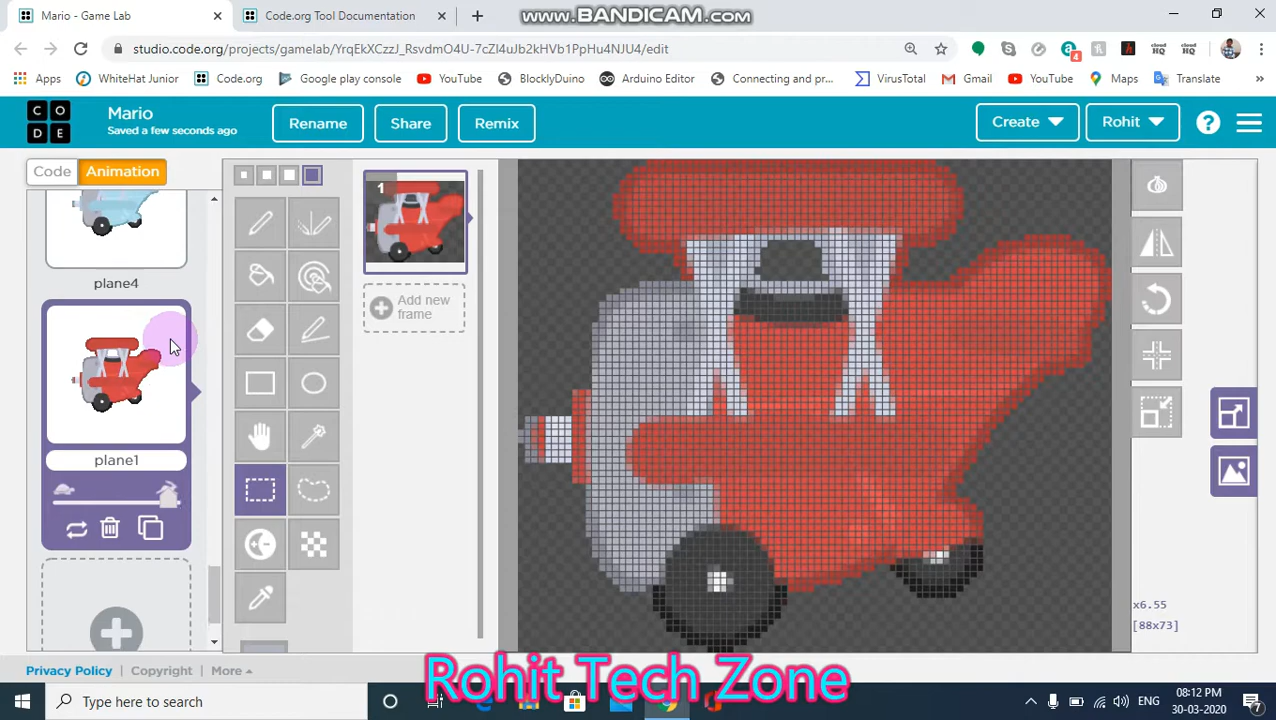 Mario - Game Lab
Code.org Tool Documentation
www.BANDICAM.com
studio.code.org/projects/gamelab/YrqEkXCzzJ_RsvdmO4U-7cZl4uJb2kHVb1PpHu4NJU4/edit
4
Apps
WhiteHat Junior
Code.org
Google play console
YouTube
BlocklyDuino
Arduino Editor
Connecting and pr...
VirusTotal
Gmail
YouTube
Maps
Translate
C O
D E
Mario
Saved a few seconds ago
Rename
Share
Remix
Create
Rohit
?
Code
Animation
1
plane4
Add new
frame
plane1
x6.55
[88x73]
Privacy Policy
Copyright
More
Rohit Tech Zone
Type here to search
ENG
08:12 PM
30-03-2020
7